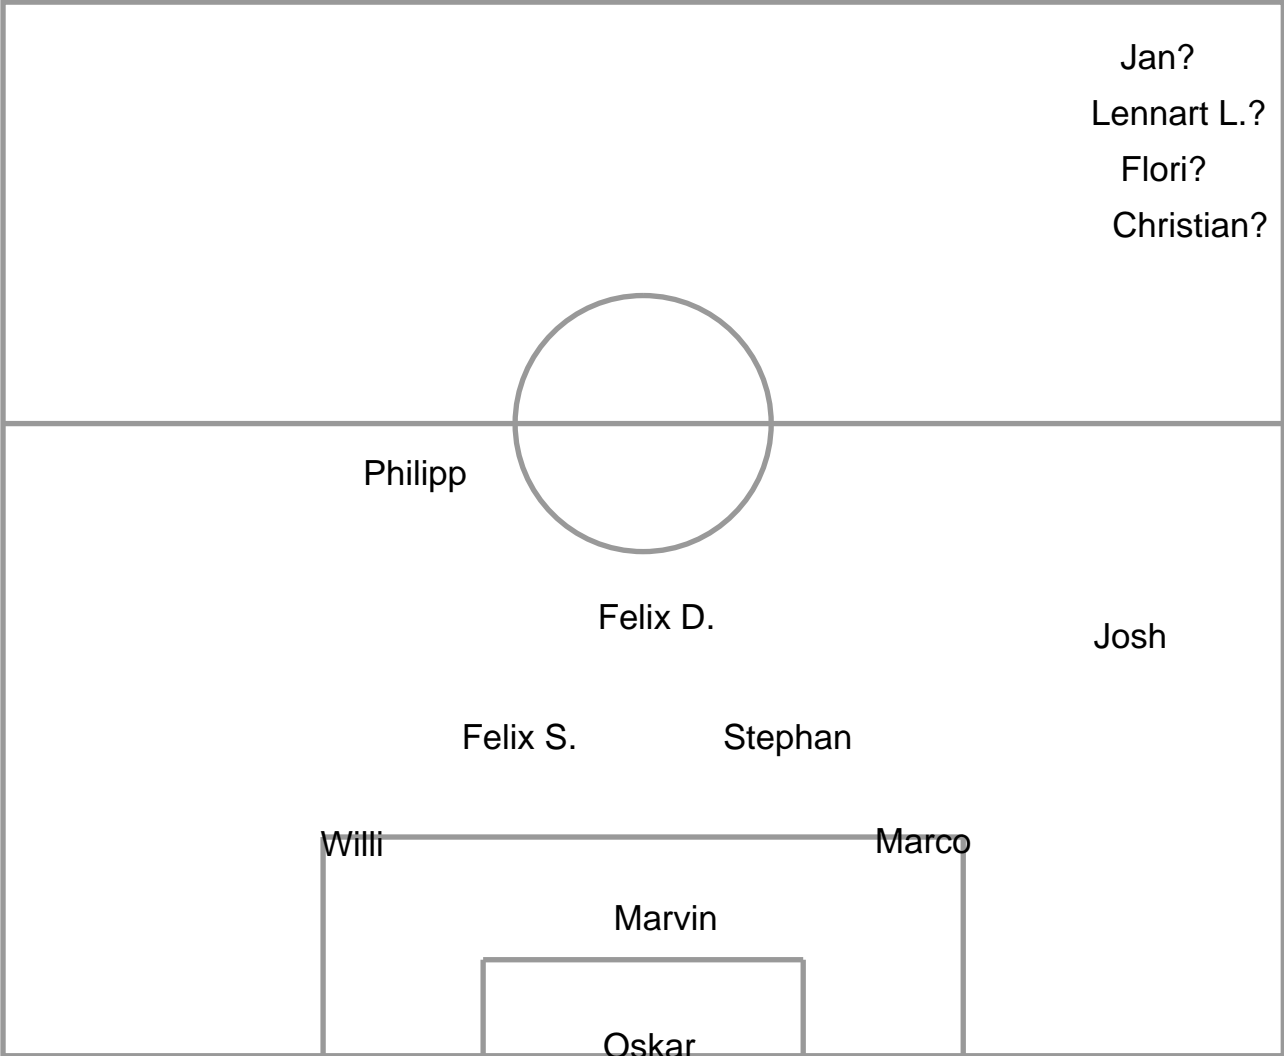 Jan?
Lennart L.?
Flori?
Christian?
Philipp
Felix D.
Josh
Felix S.
Stephan
Willi
Marco
Marvin
Oskar